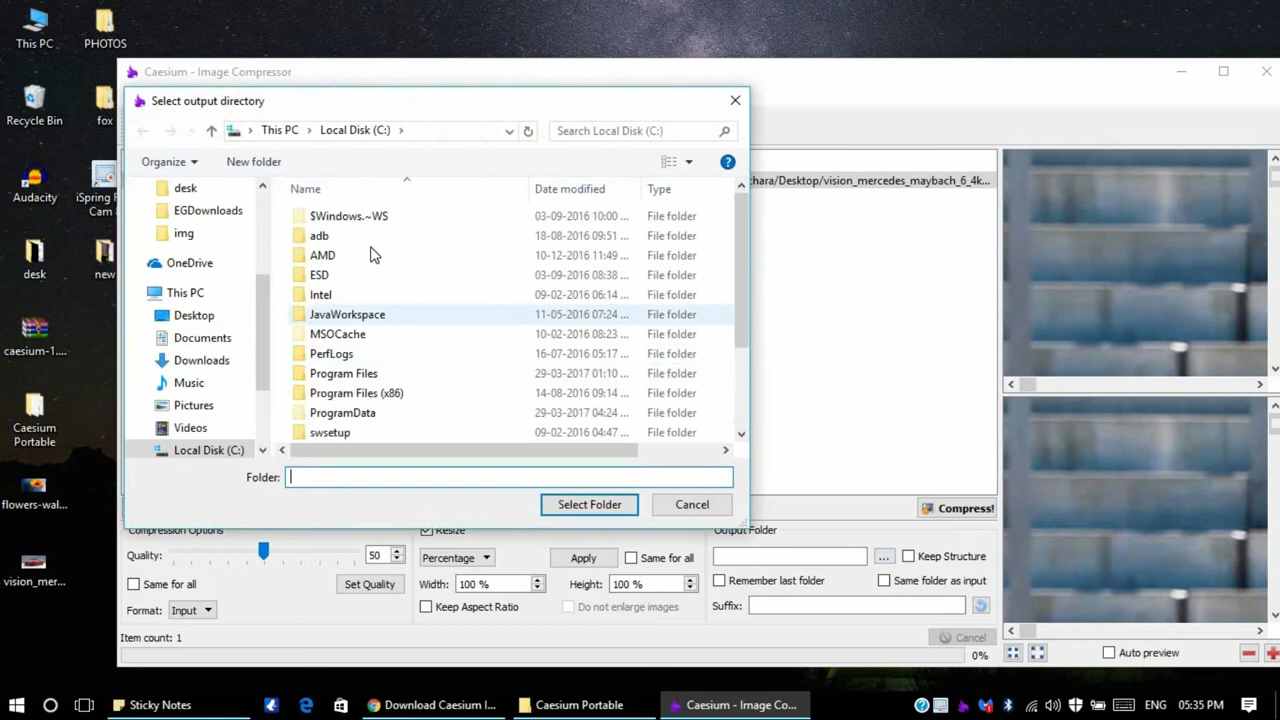 This PC
PHOTOS
Recycle Bin
fox
Audacity
iSpring F
Cam 8
desk
new
caesium-1....
Caesium
Portable
flowers-wal...
vision_mer...
Caesium - Image Compressor
Select output directory
This PC
Local Disk (C:)
Search Local Disk (C:)
Organize
New folder
desk
EGDownloads
img
OneDrive
This PC
Desktop
Documents
Downloads
Music
Pictures
Videos
Local Disk (C:)
Name Date modified Type
$Windows.~WS 03-09-2016 10:00 ... File folder
adb 18-08-2016 09:51 ... File folder
AMD 10-12-2016 11:49 ... File folder
ESD 03-09-2016 08:38 ... File folder
Intel 09-02-2016 06:14 ... File folder
JavaWorkspace 11-05-2016 07:24 ... File folder
MSOCache 10-02-2016 08:23 ... File folder
PerfLogs 16-07-2016 05:17 ... File folder
Program Files 29-03-2017 01:10 ... File folder
Program Files (x86) 14-08-2016 09:14 ... File folder
ProgramData 29-03-2017 04:24 ... File folder
swsetup 09-02-2016 04:47 ... File folder
Folder:
Select Folder Cancel
chara/Desktop/vision_mercedes_maybach_6_4k...
Compress!
Compression Options
Quality: 50
Same for all Set Quality
Format: Input
Resize
Percentage Apply Same for all
Width: 100 % Height: 100 %
Keep Aspect Ratio Do not enlarge images
Output Folder
... Keep Structure
Remember last folder Same folder as input
Suffix:
Item count: 1 Cancel
0%
Auto preview
Sticky Notes
Download Caesium I...
Caesium Portable
Caesium - Image Co...
ENG 05:35 PM